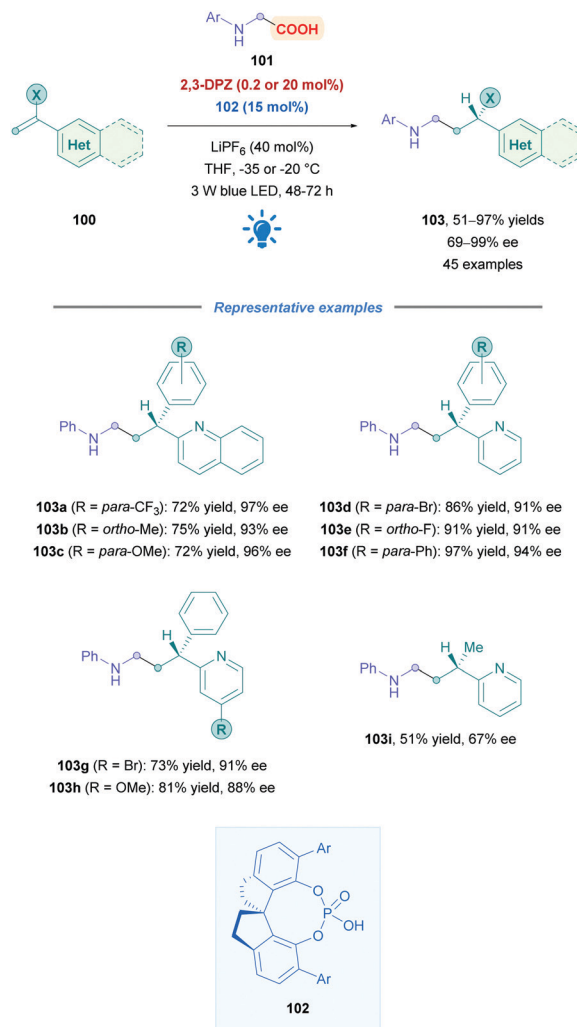 Ar
N
H
COOH
101
2,3-DPZ (0.2 or 20 mol%)
102 (15 mol%)
LiPF6 (40 mol%)
THF, -35 or -20 °C
3 W blue LED, 48-72 h
X
Het
100
Ar
N
H
H
X
Het
103, 51–97% yields
69–99% ee
45 examples
Representative examples
R
H
N
Ph
N
H
103a (R = para-CF3): 72% yield, 97% ee
103b (R = ortho-Me): 75% yield, 93% ee
103c (R = para-OMe): 72% yield, 96% ee
R
H
N
Ph
N
H
103d (R = para-Br): 86% yield, 91% ee
103e (R = ortho-F): 91% yield, 91% ee
103f (R = para-Ph): 97% yield, 94% ee
H
N
Ph
N
H
R
103g (R = Br): 73% yield, 91% ee
103h (R = OMe): 81% yield, 88% ee
H
Me
N
Ph
N
H
103i, 51% yield, 67% ee
Ar
O
O
P
OH
O
Ar
102